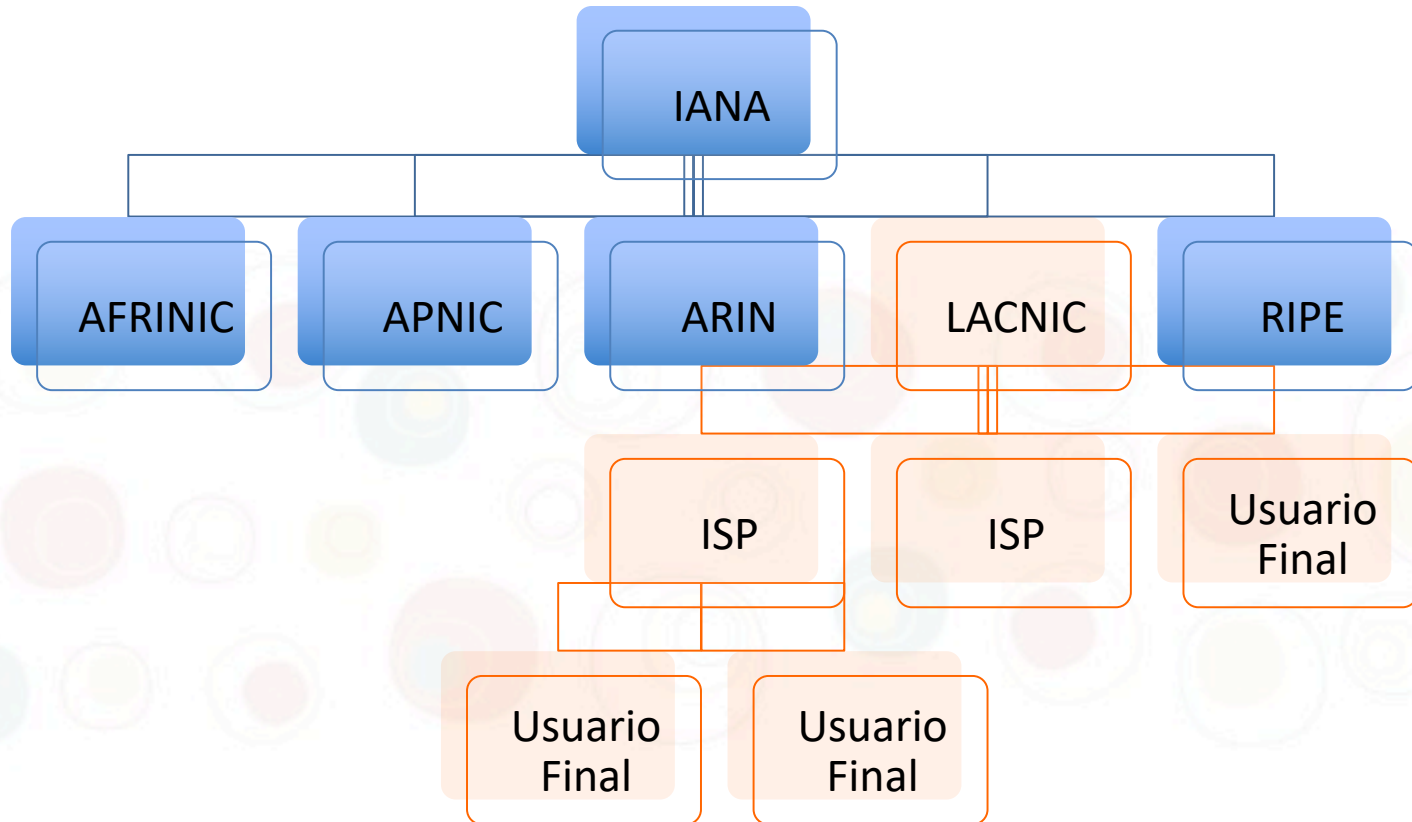 IANA
AFRINIC
APNIC
ARIN
LACNIC
RIPE
ISP
ISP
Usuario
Final
Usuario
Final
Usuario
Final